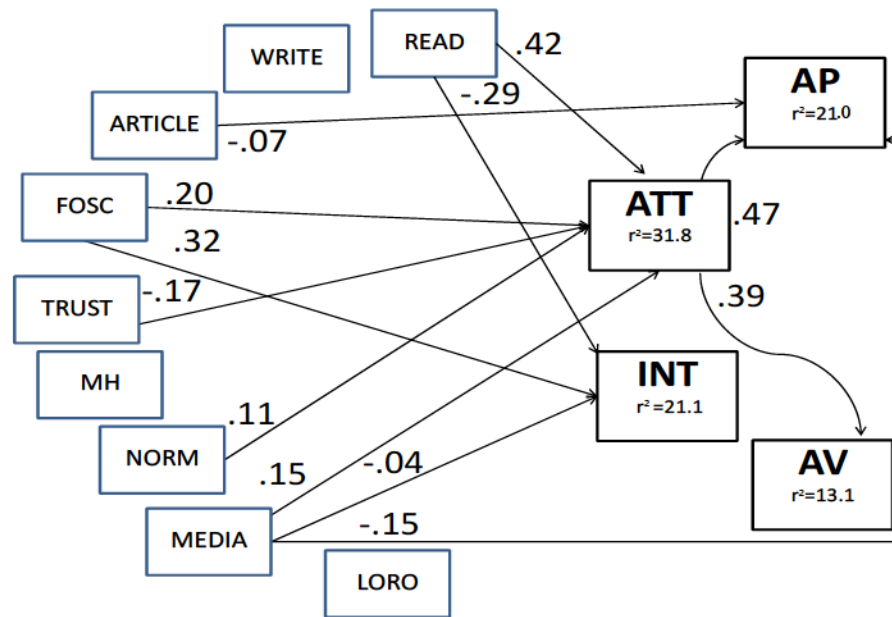 READ
.42
WRITE
AP
r²=21.0
-.29
ARTICLE
-.07
FOSC
.20
ATT
r²=31.8
.47
.32
TRUST
-.17
.39
MH
INT
r²=21.1
NORM
.11
AV
r²=13.1
.15
-.04
MEDIA
-.15
LORO